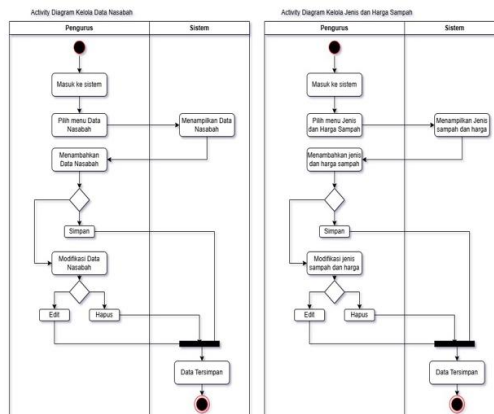 Activity Diagram Kelola Data Nasabah
Pengurus
Sistem
Masuk ke sistem
Pilih menu Data
Nasabah
Menampilkan Data
Nasabah
Menambahkan
Data Nasabah
Simpan
Modifikasi Data
Nasabah
Edit
Hapus
Data Tersimpan
Activity Diagram Kelola Jenis dan Harga Sampah
Pengurus
Sistem
Masuk ke sistem
Pilih menu Jenis
dan Harga Sampah
Menampilkan Jenis
sampah dan harga
Menambahkan jenis
dan harga sampah
Simpan
Modifikasi jenis
sampah dan harga
Edit
Hapus
Data Tersimpan